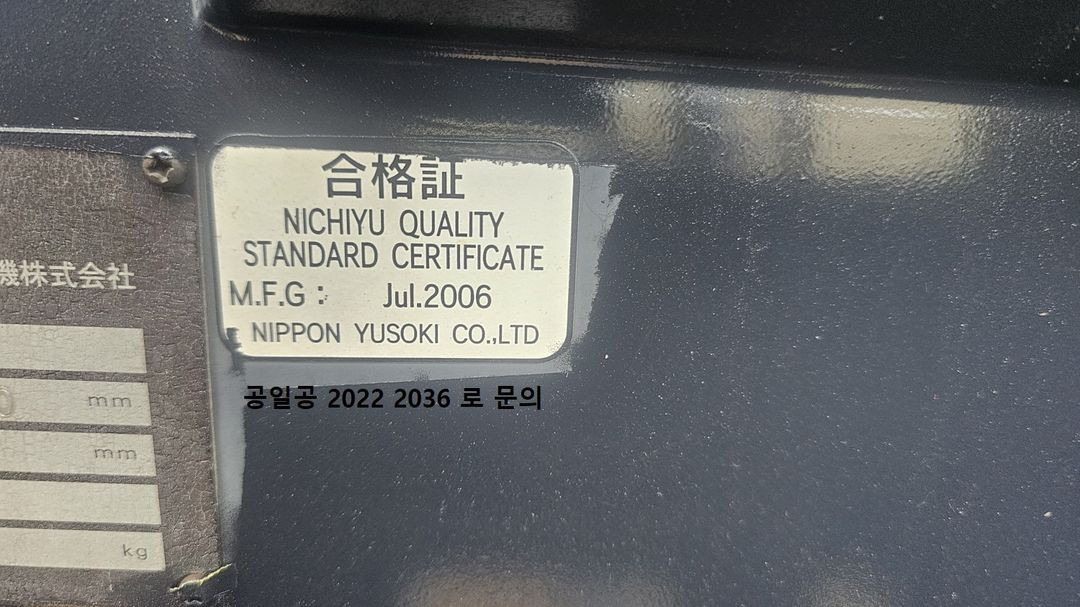 合格証
NICHIYU QUALITY
STANDARD CERTIFICATE
M.F.G : Jul.2006
NIPPON YUSOKI CO.,LTD
공일공 2022 2036 로 문의
機株式会社
0 mm
mm
kg